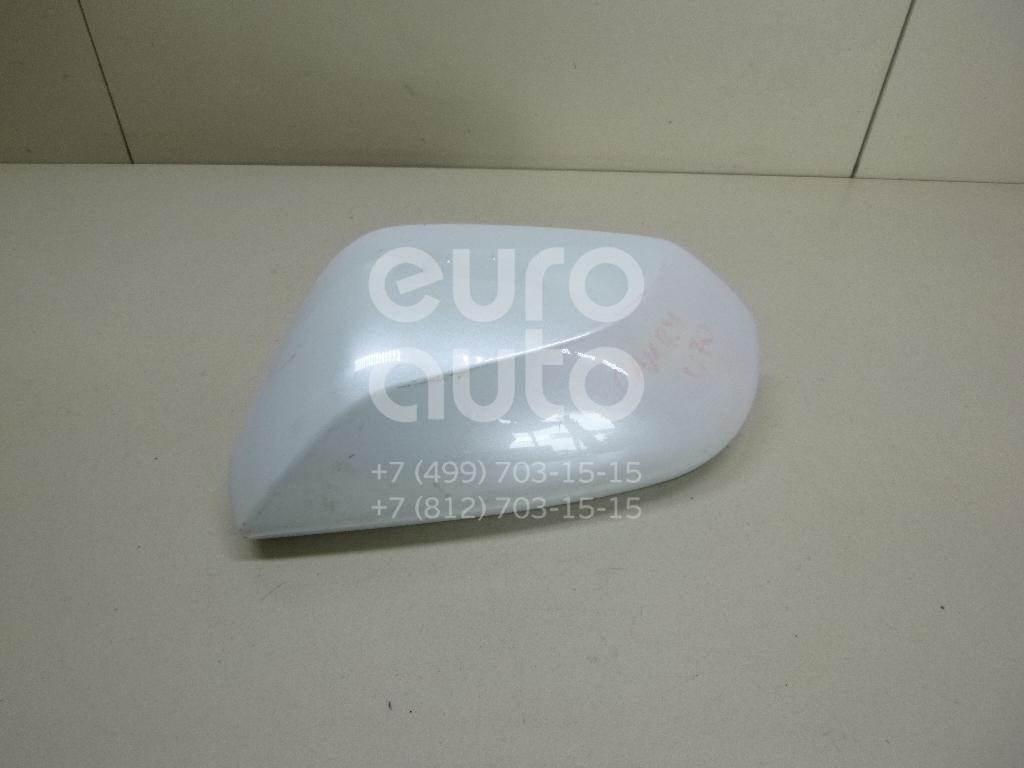 euro
auto
+7 (499) 703-15-15
+7 (812) 703-15-15